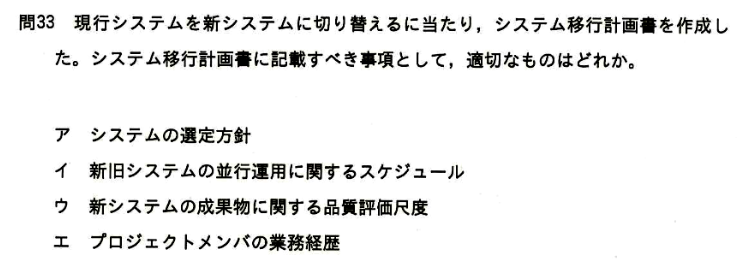 問33 現行システムを新システムに切り替えるに当たり，システム移行計画書を作成し
た。システム移行計画書に記載すべき事項として，適切なものはどれか。
ア システムの選定方針
イ 新旧システムの並行運用に関するスケジュール
ウ 新システムの成果物に関する品質評価尺度
エ プロジェクトメンバの業務経歴